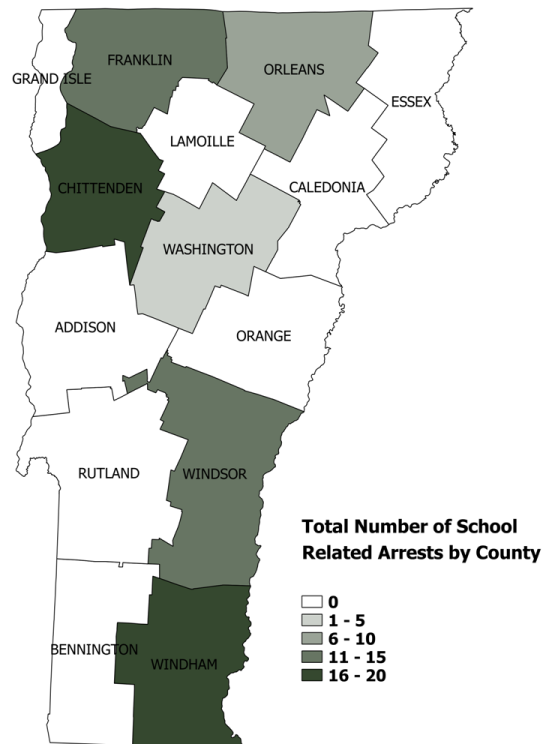 FRANKLIN
ORLEANS
GRAND ISLE
ESSEX
LAMOILLE
CHITTENDEN
CALEDONIA
WASHINGTON
ADDISON
ORANGE
RUTLAND
WINDSOR
BENNINGTON
WINDHAM
Total Number of School
Related Arrests by County
0
1 - 5
6 - 10
11 - 15
16 - 20